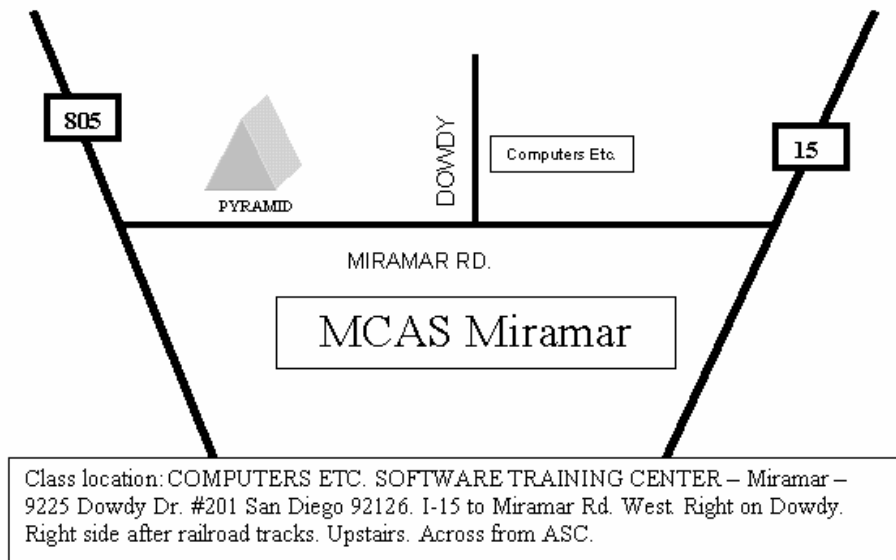 805
15
DOWDY
Computers Etc.
PYRAMID
MIRAMAR RD.
MCAS Miramar
Class location: COMPUTERS ETC. SOFTWARE TRAINING CENTER – Miramar –
9225 Dowdy Dr. #201 San Diego 92126. I-15 to Miramar Rd. West. Right on Dowdy.
Right side after railroad tracks. Upstairs. Across from ASC.